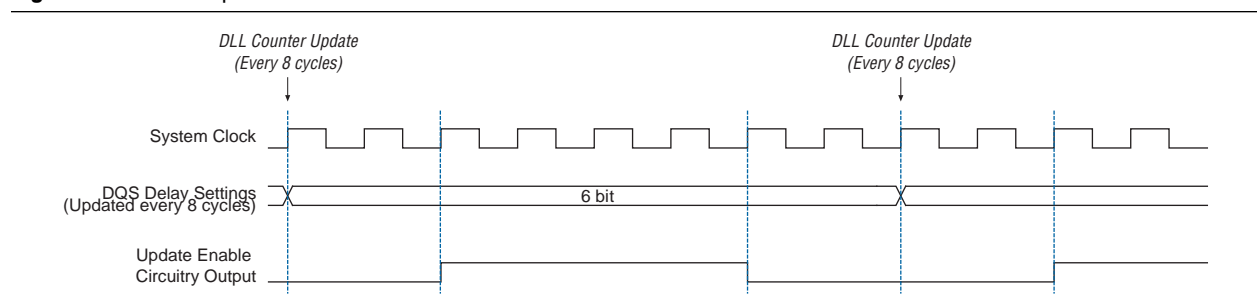 DLL Counter Update
(Every 8 cycles)
DLL Counter Update
(Every 8 cycles)
System Clock
DQS Delay Settings
(Updated every 8 cycles)
6 bit
Update Enable
Circuitry Output